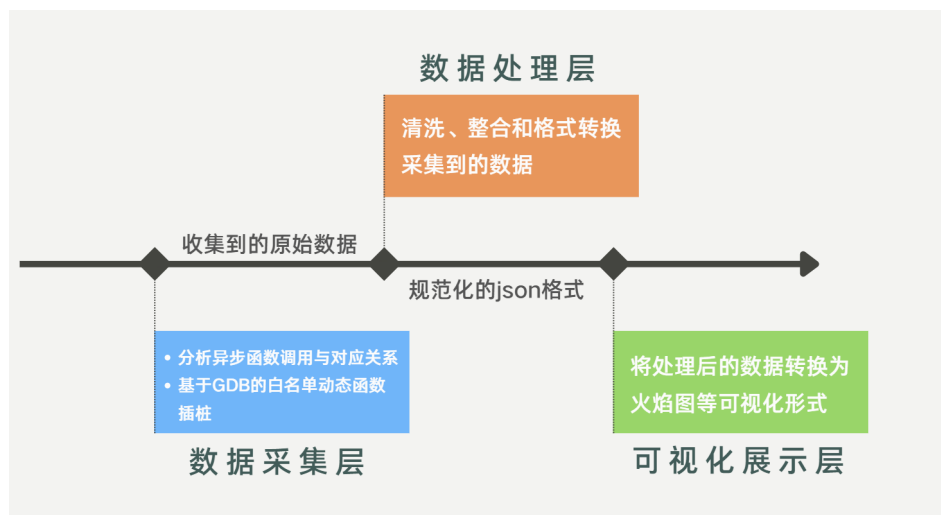 数据处理层
清洗、整合和格式转换
采集到的数据
收集到的原始数据
规范化的json格式
• 分析异步函数调用与对应关系
• 基于GDB的白名单动态函数
插桩
数据采集层
将处理后的数据转换为
火焰图等可视化形式
可视化展示层